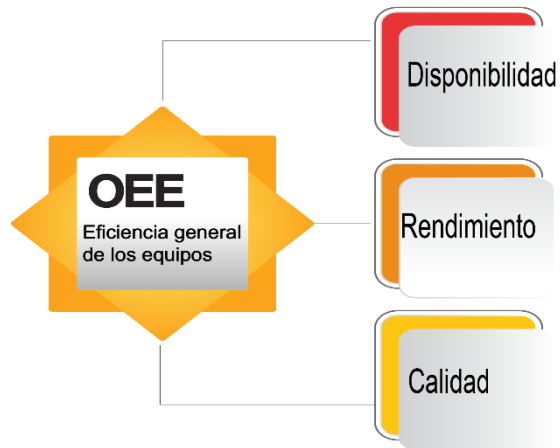 OEE
Eficiencia general
de los equipos
Disponibilidad
Rendimiento
Calidad